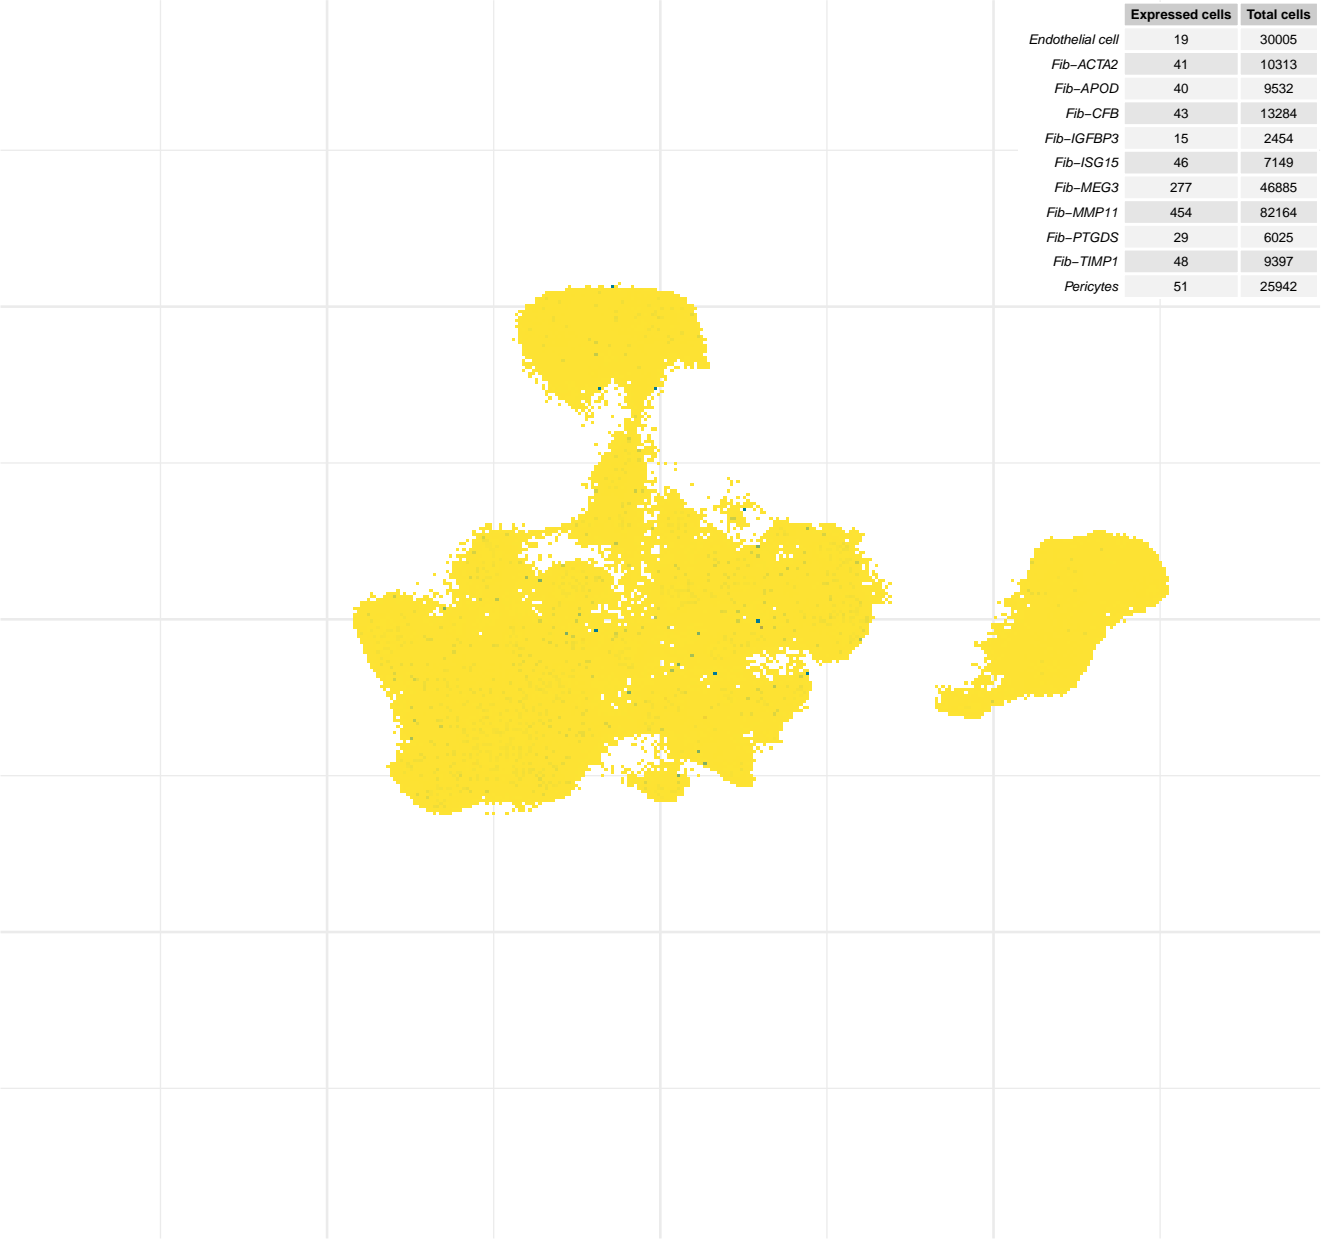 Expressed cells Total cells
Endothelial cell 19 30005
Fib−ACTA2 41 10313
Fib−APOD 40 9532
Fib−CFB 43 13284
Fib−IGFBP3 15 2454
Fib−ISG15 46 7149
Fib−MEG3 277 46885
Fib−MMP11 454 82164
Fib−PTGDS 29 6025
Fib−TIMP1 48 9397
Pericytes 51 25942